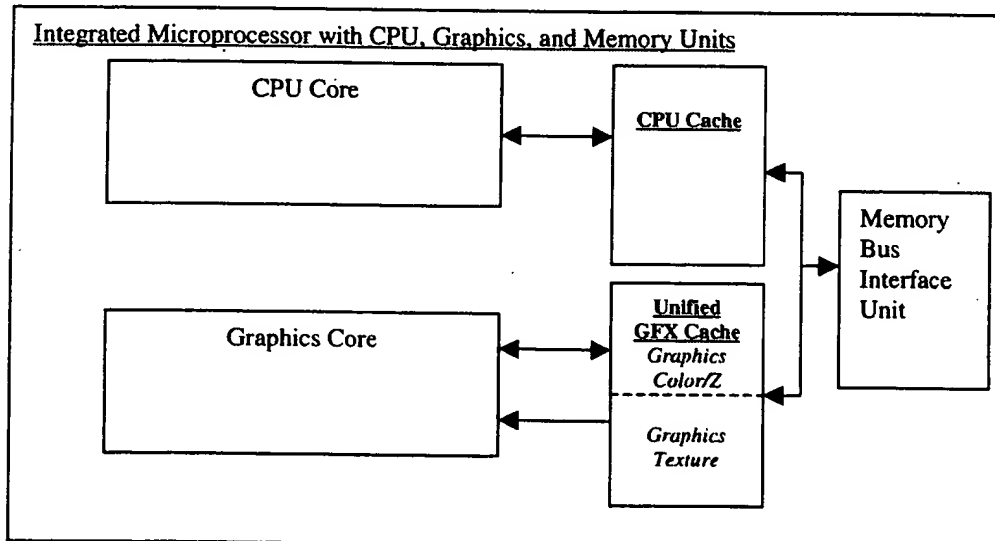 Integrated Microprocessor with CPU, Graphics, and Memory Units
CPU Core
CPU Cache
Memory
Bus
Interface
Unit
Graphics Core
Unified
GFX Cache
Graphics
Color/Z
Graphics
Texture